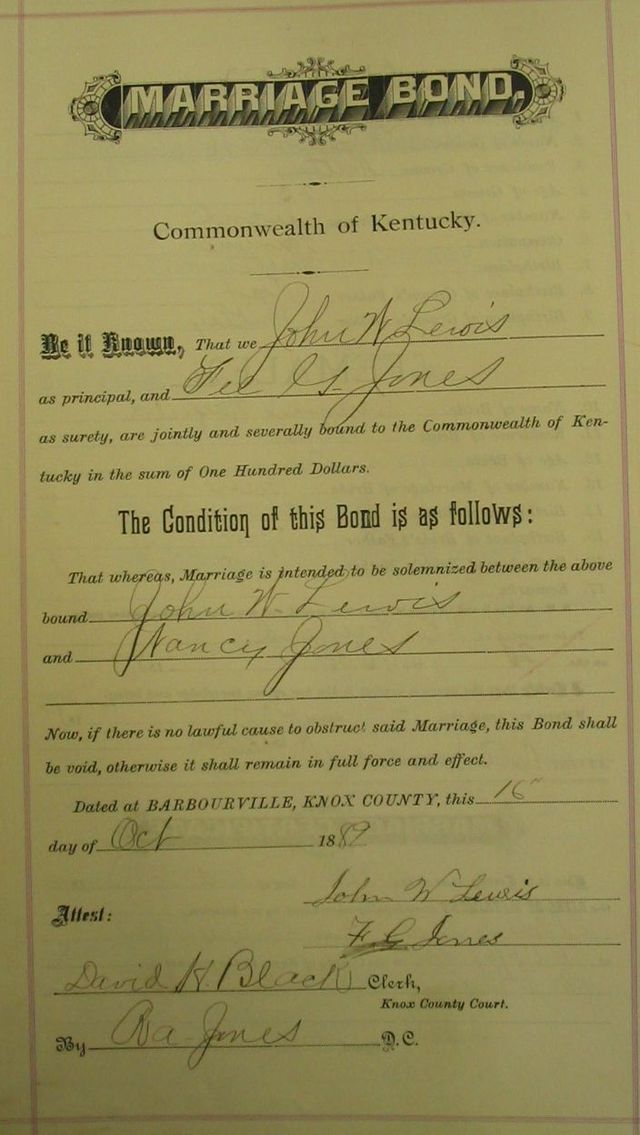 MARRIAGE BOND.
Commonwealth of Kentucky.
Be it Known, That we John W Lewis
as principal, and Fee G. Jones
as surety, are jointly and severally bound to the Commonwealth of Ken-
tucky in the sum of One Hundred Dollars.
The Condition of this Bond is as follows:
That whereas, Marriage is intended to be solemnized between the above
bound John W. Lewis
and Nancy Jones
Now, if there is no lawful cause to obstruct said Marriage, this Bond shall
be void, otherwise it shall remain in full force and effect.
Dated at BARBOURVILLE, KNOX COUNTY, this 16"
day of Oct 1889
John W Lewis
Attest:
F G Jones
David H. Black Clerk,
Knox County Court.
By Jones D.C.